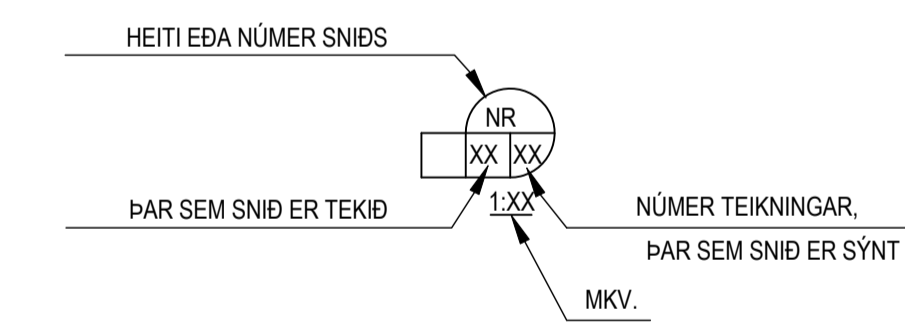 HEITI EÐA NÚMER SNIÐS
NR
XX XX
ÞAR SEM SNIÐ ER TEKIÐ
1:XX
NÚMER TEIKNINGAR,
ÞAR SEM SNIÐ ER SÝNT
MKV.